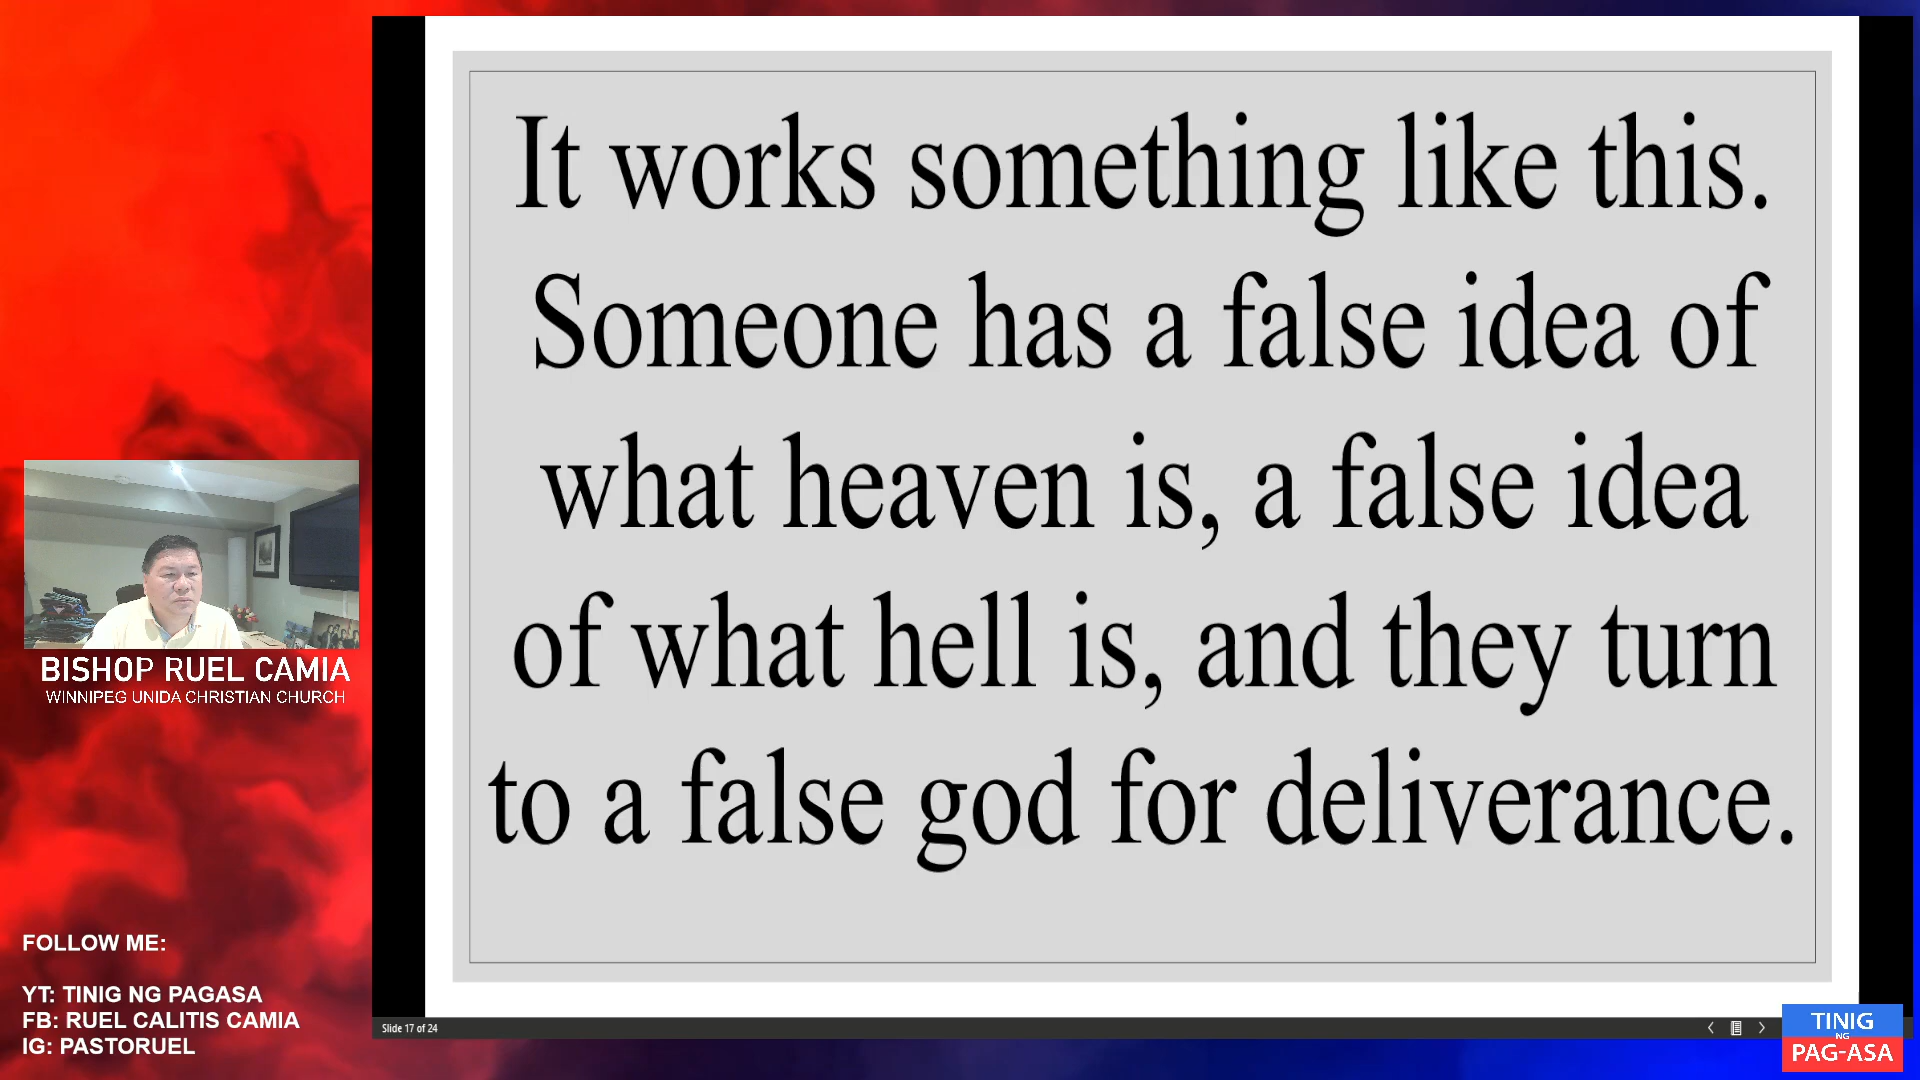 It works something like this.
Someone has a false idea of
what heaven is, a false idea
of what hell is, and they turn
to a false god for deliverance.
BISHOP RUEL CAMIA
WINNIPEG UNIDA CHRISTIAN CHURCH
FOLLOW ME:
YT: TINIG NG PAGASA
FB: RUEL CALITIS CAMIA
IG: PASTORUEL
Slide 17 of 24
TINIG
NG
PAG-ASA